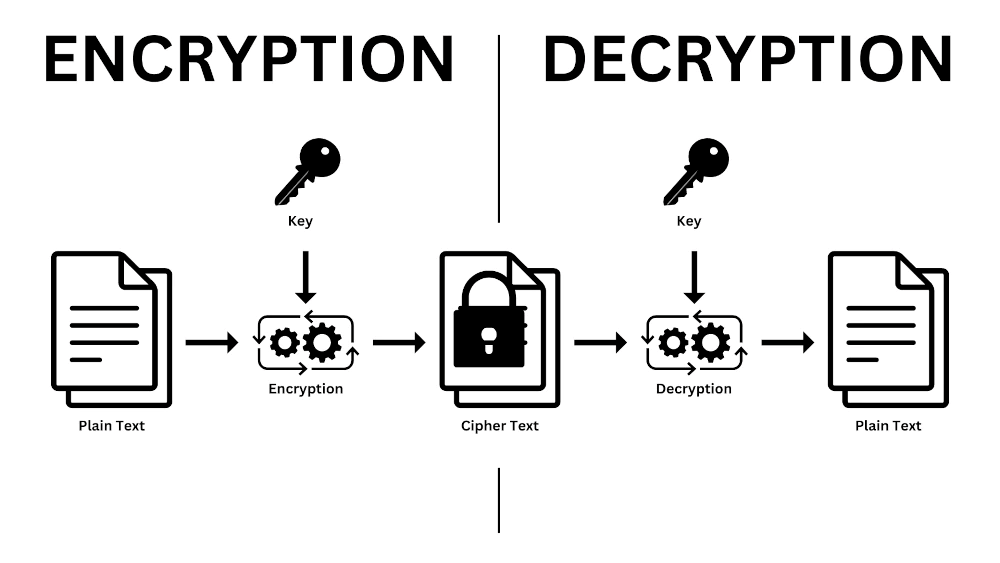 ENCRYPTION
DECRYPTION
Key
Key
Encryption
Decryption
Plain Text
Cipher Text
Plain Text